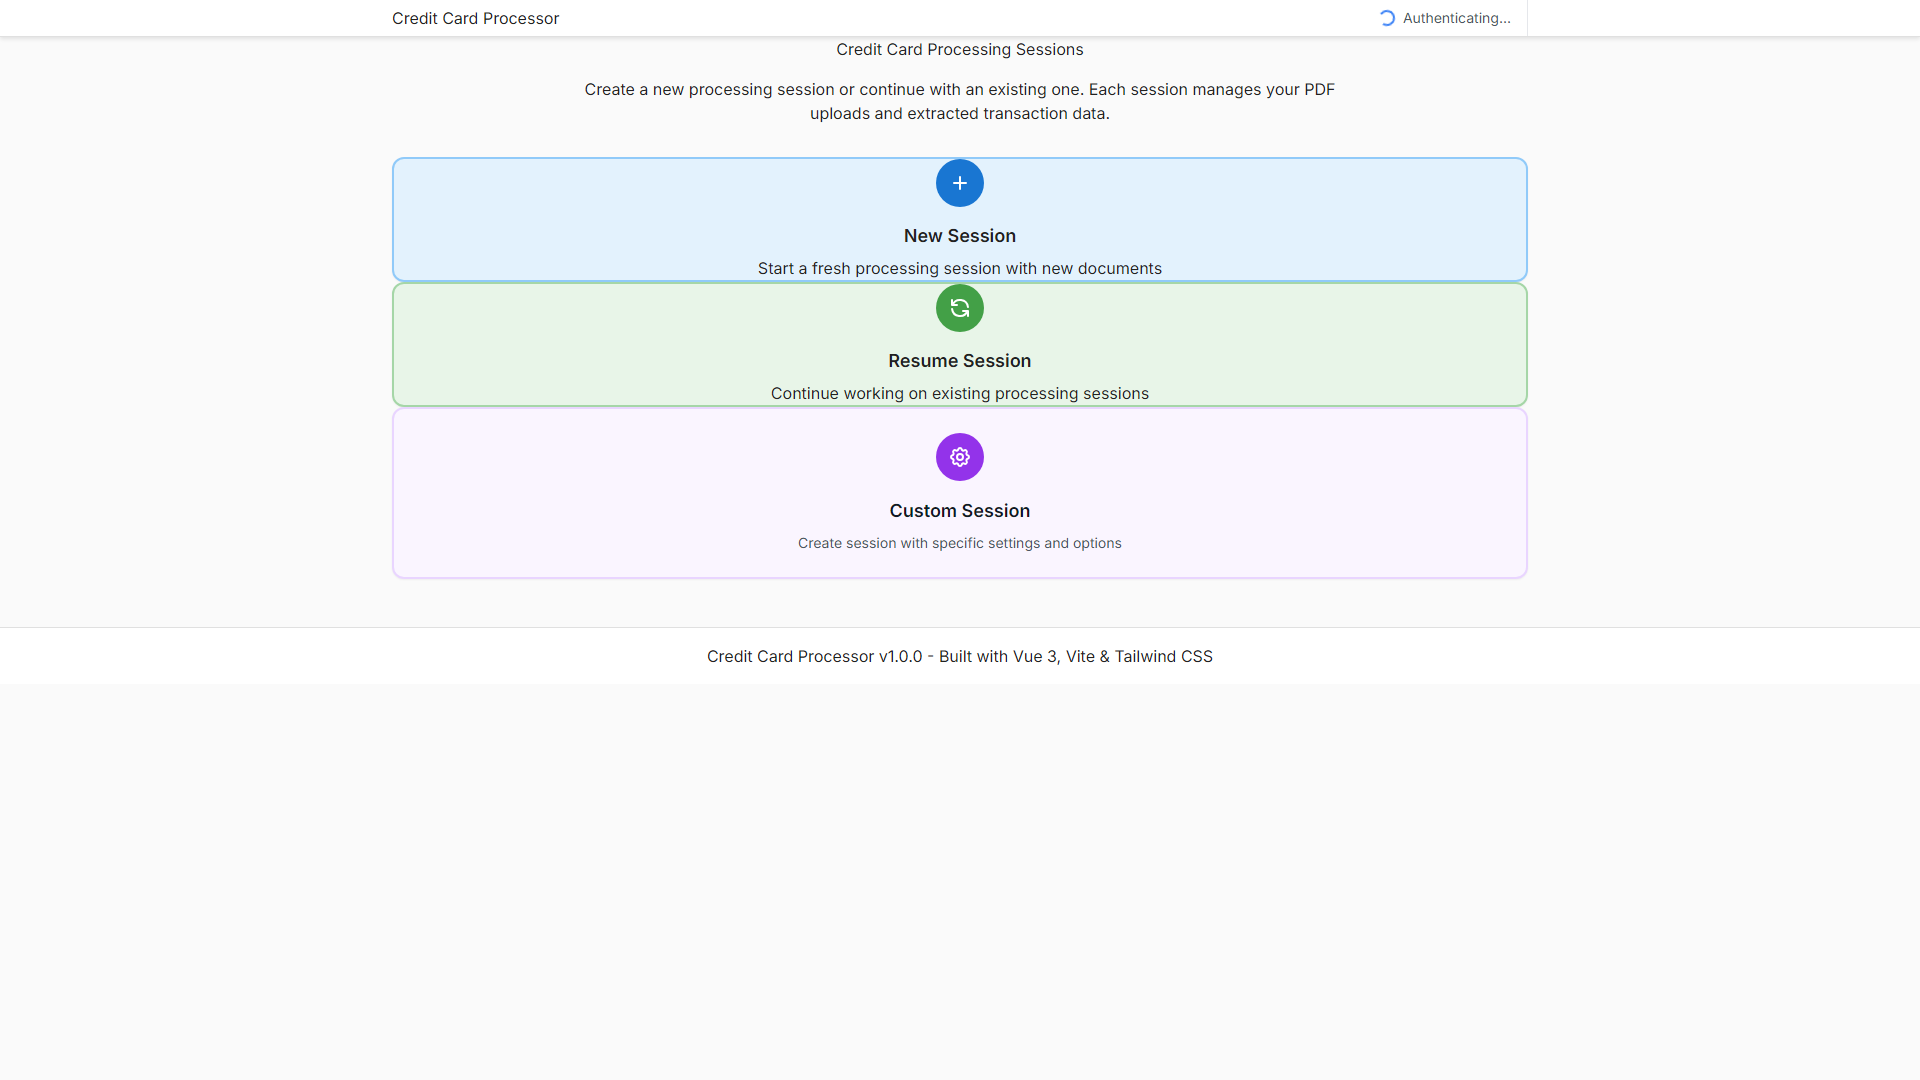 Credit Card Processor
Authenticating...
Credit Card Processing Sessions
Create a new processing session or continue with an existing one. Each session manages your PDF
uploads and extracted transaction data.
New Session
Start a fresh processing session with new documents
Resume Session
Continue working on existing processing sessions
Custom Session
Create session with specific settings and options
Credit Card Processor v1.0.0 - Built with Vue 3, Vite & Tailwind CSS